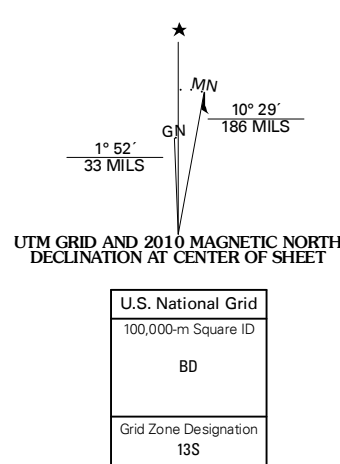 ★
MN
GN
10° 29´
186 MILS
1° 52´
33 MILS
UTM GRID AND 2010 MAGNETIC NORTH
DECLINATION AT CENTER OF SHEET
U.S. National Grid
100,000-m Square ID
BD
Grid Zone Designation
13S